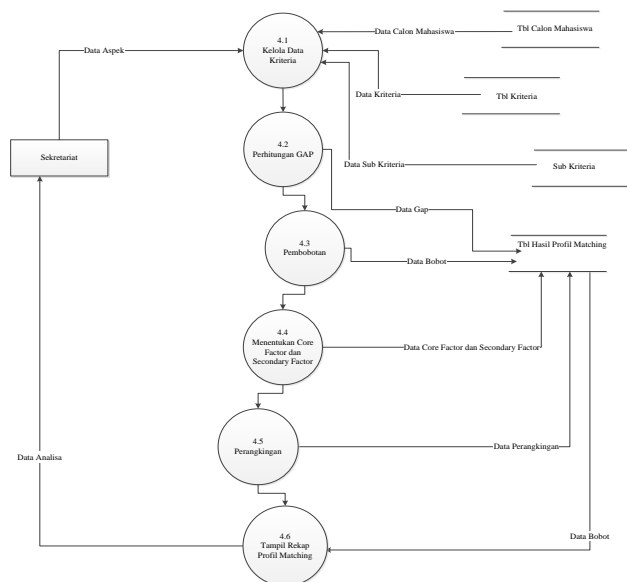 Data Calon Mahasiswa
Tbl Calon Mahasiswa
4.1
Kelola Data
Kriteria
Data Aspek
Data Kriteria
Tbl Kriteria
4.2
Perhitungan GAP
Sekretariat
Data Sub Kriteria
Sub Kriteria
Data Gap
4.3
Pembobotan
Tbl Hasil Profil Matching
Data Bobot
4.4
Menentukan Core
Factor dan
Secondary Factor
Data Core Factor dan Secondary Factor
4.5
Perangkingan
Data Perangkingan
Data Analisa
4.6
Tampil Rekap
Profil Matching
Data Bobot